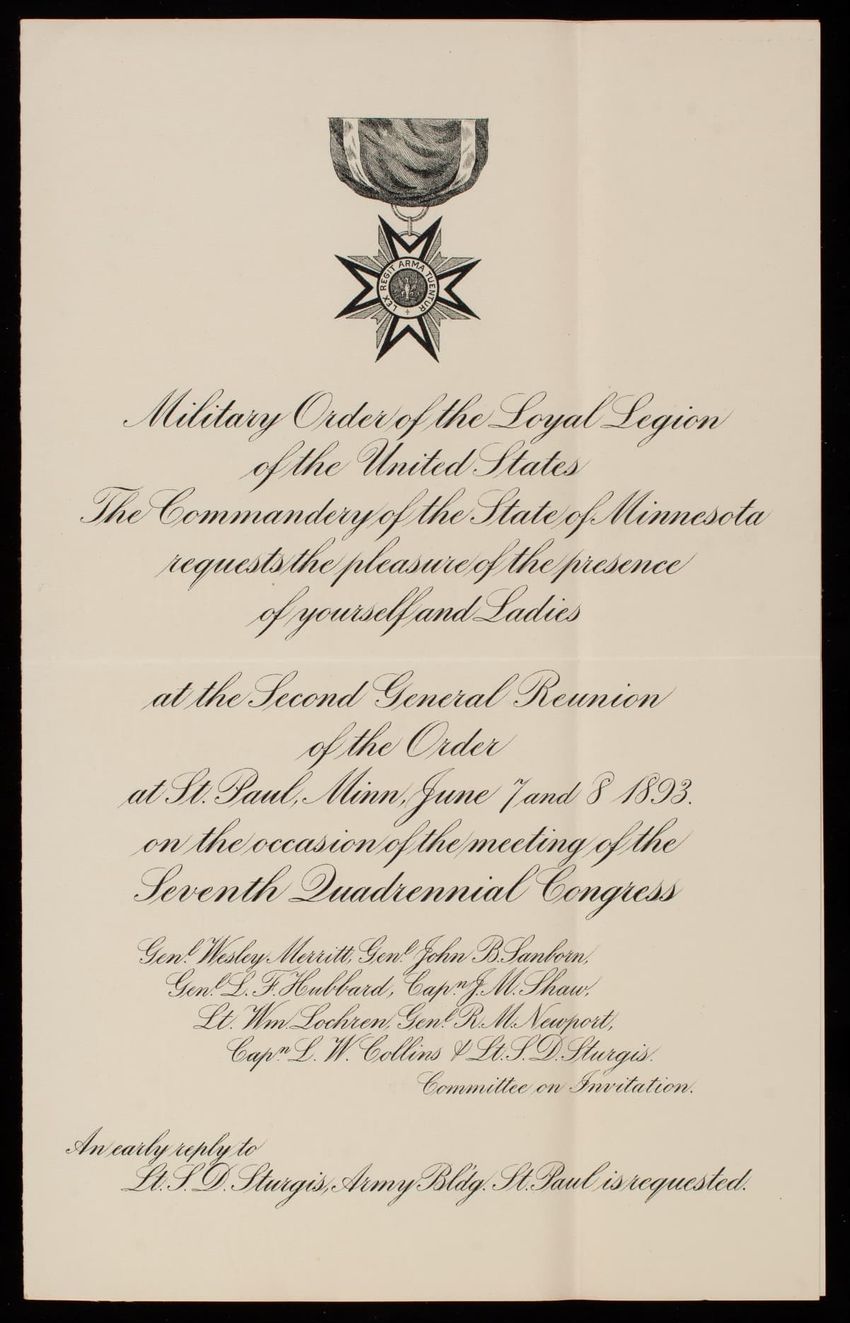 LEX REGIT ARMA TUENTUR
Military Order of the Loyal Legion
of the United States
The Commandery of the State of Minnesota
requests the pleasure of the presence
of yourself and Ladies
at the Second General Reunion
of the Order
at St. Paul, Minn, June 7 and 8 1893.
on the occasion of the meeting of the
Seventh Quadrennial Congress
Genl. Wesley Merritt, Genl. John B. Sanborn,
Genl. L. F. Hubbard, Capn. J. M. Shaw,
Lt. Wm Lochren, Genl. R. M. Newport,
Capn. L. W. Collins & Lt. S. D. Sturgis.
Committee on Invitation.
An early reply to
Lt. S. D. Sturgis, Army Bldg. St. Paul is requested.